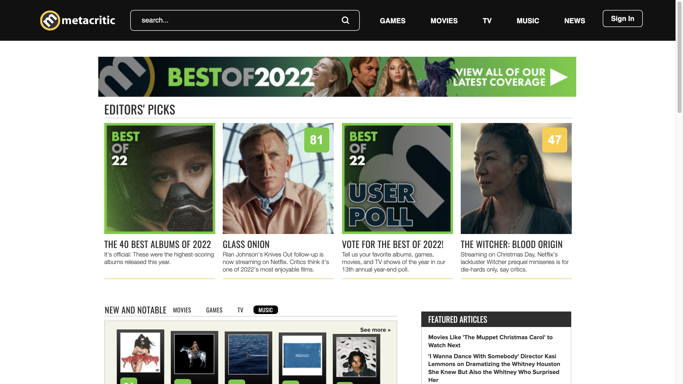 metacritic
search...
GAMES
MOVIES
TV
MUSIC
NEWS
Sign In
BESTOF2022
VIEW ALL OF OUR
LATEST COVERAGE
EDITORS' PICKS
BEST
OF
22
81
BEST
OF
22
USER
POLL
47
THE 40 BEST ALBUMS OF 2022
It's official: These were the highest-scoring
albums released this year.
GLASS ONION
Rian Johnson's Knives Out follow-up is
now streaming on Netflix. Critics think it's
one of 2022's most enjoyable films.
VOTE FOR THE BEST OF 2022!
Tell us your favorite albums, games,
movies, and TV shows of the year in our
13th annual year-end poll.
THE WITCHER: BLOOD ORIGIN
Streaming on Christmas Day, Netflix's
lackluster Witcher prequel miniseries is for
die-hards only, say critics.
NEW AND NOTABLE
MOVIES
GAMES
TV
MUSIC
See more »
FEATURED ARTICLES
Movies Like 'The Muppet Christmas Carol' to
Watch Next
'I Wanna Dance With Somebody' Director Kasi
Lemmons on Dramatizing the Whitney Houston
She Knew But Also the Whitney Who Surprised
Her